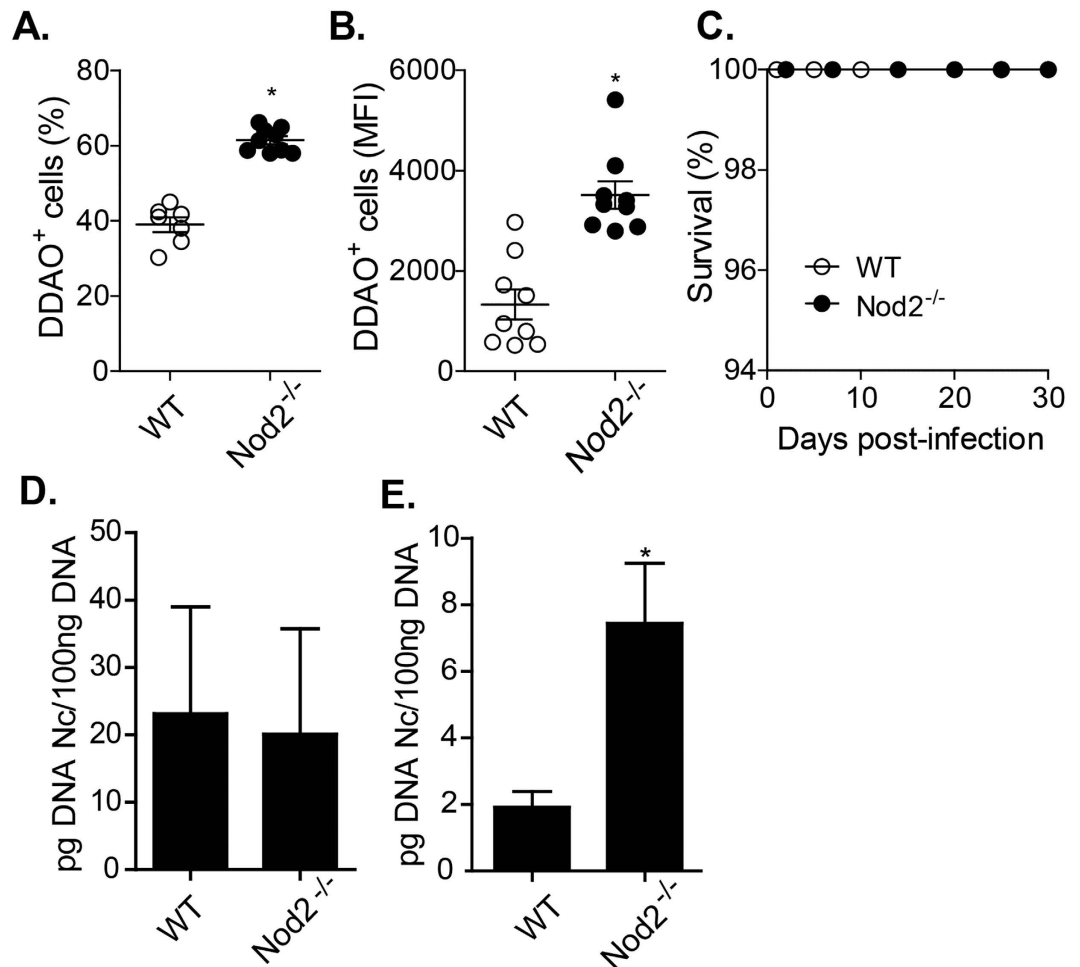 A.
DDAO+ cells (%)
80
60
40
20
0
*
WT
Nod2-/-
B.
DDAO+ cells (MFI)
6000
4000
2000
0
*
WT
Nod2-/-
C.
Survival (%)
100
98
96
94
WT
Nod2-/-
0 10 20 30
Days post-infection
D.
pg DNA Nc/100ng DNA
50
40
30
20
10
0
WT
Nod2-/-
E.
pg DNA Nc/100ng DNA
10
8
6
4
2
0
*
WT
Nod2-/-